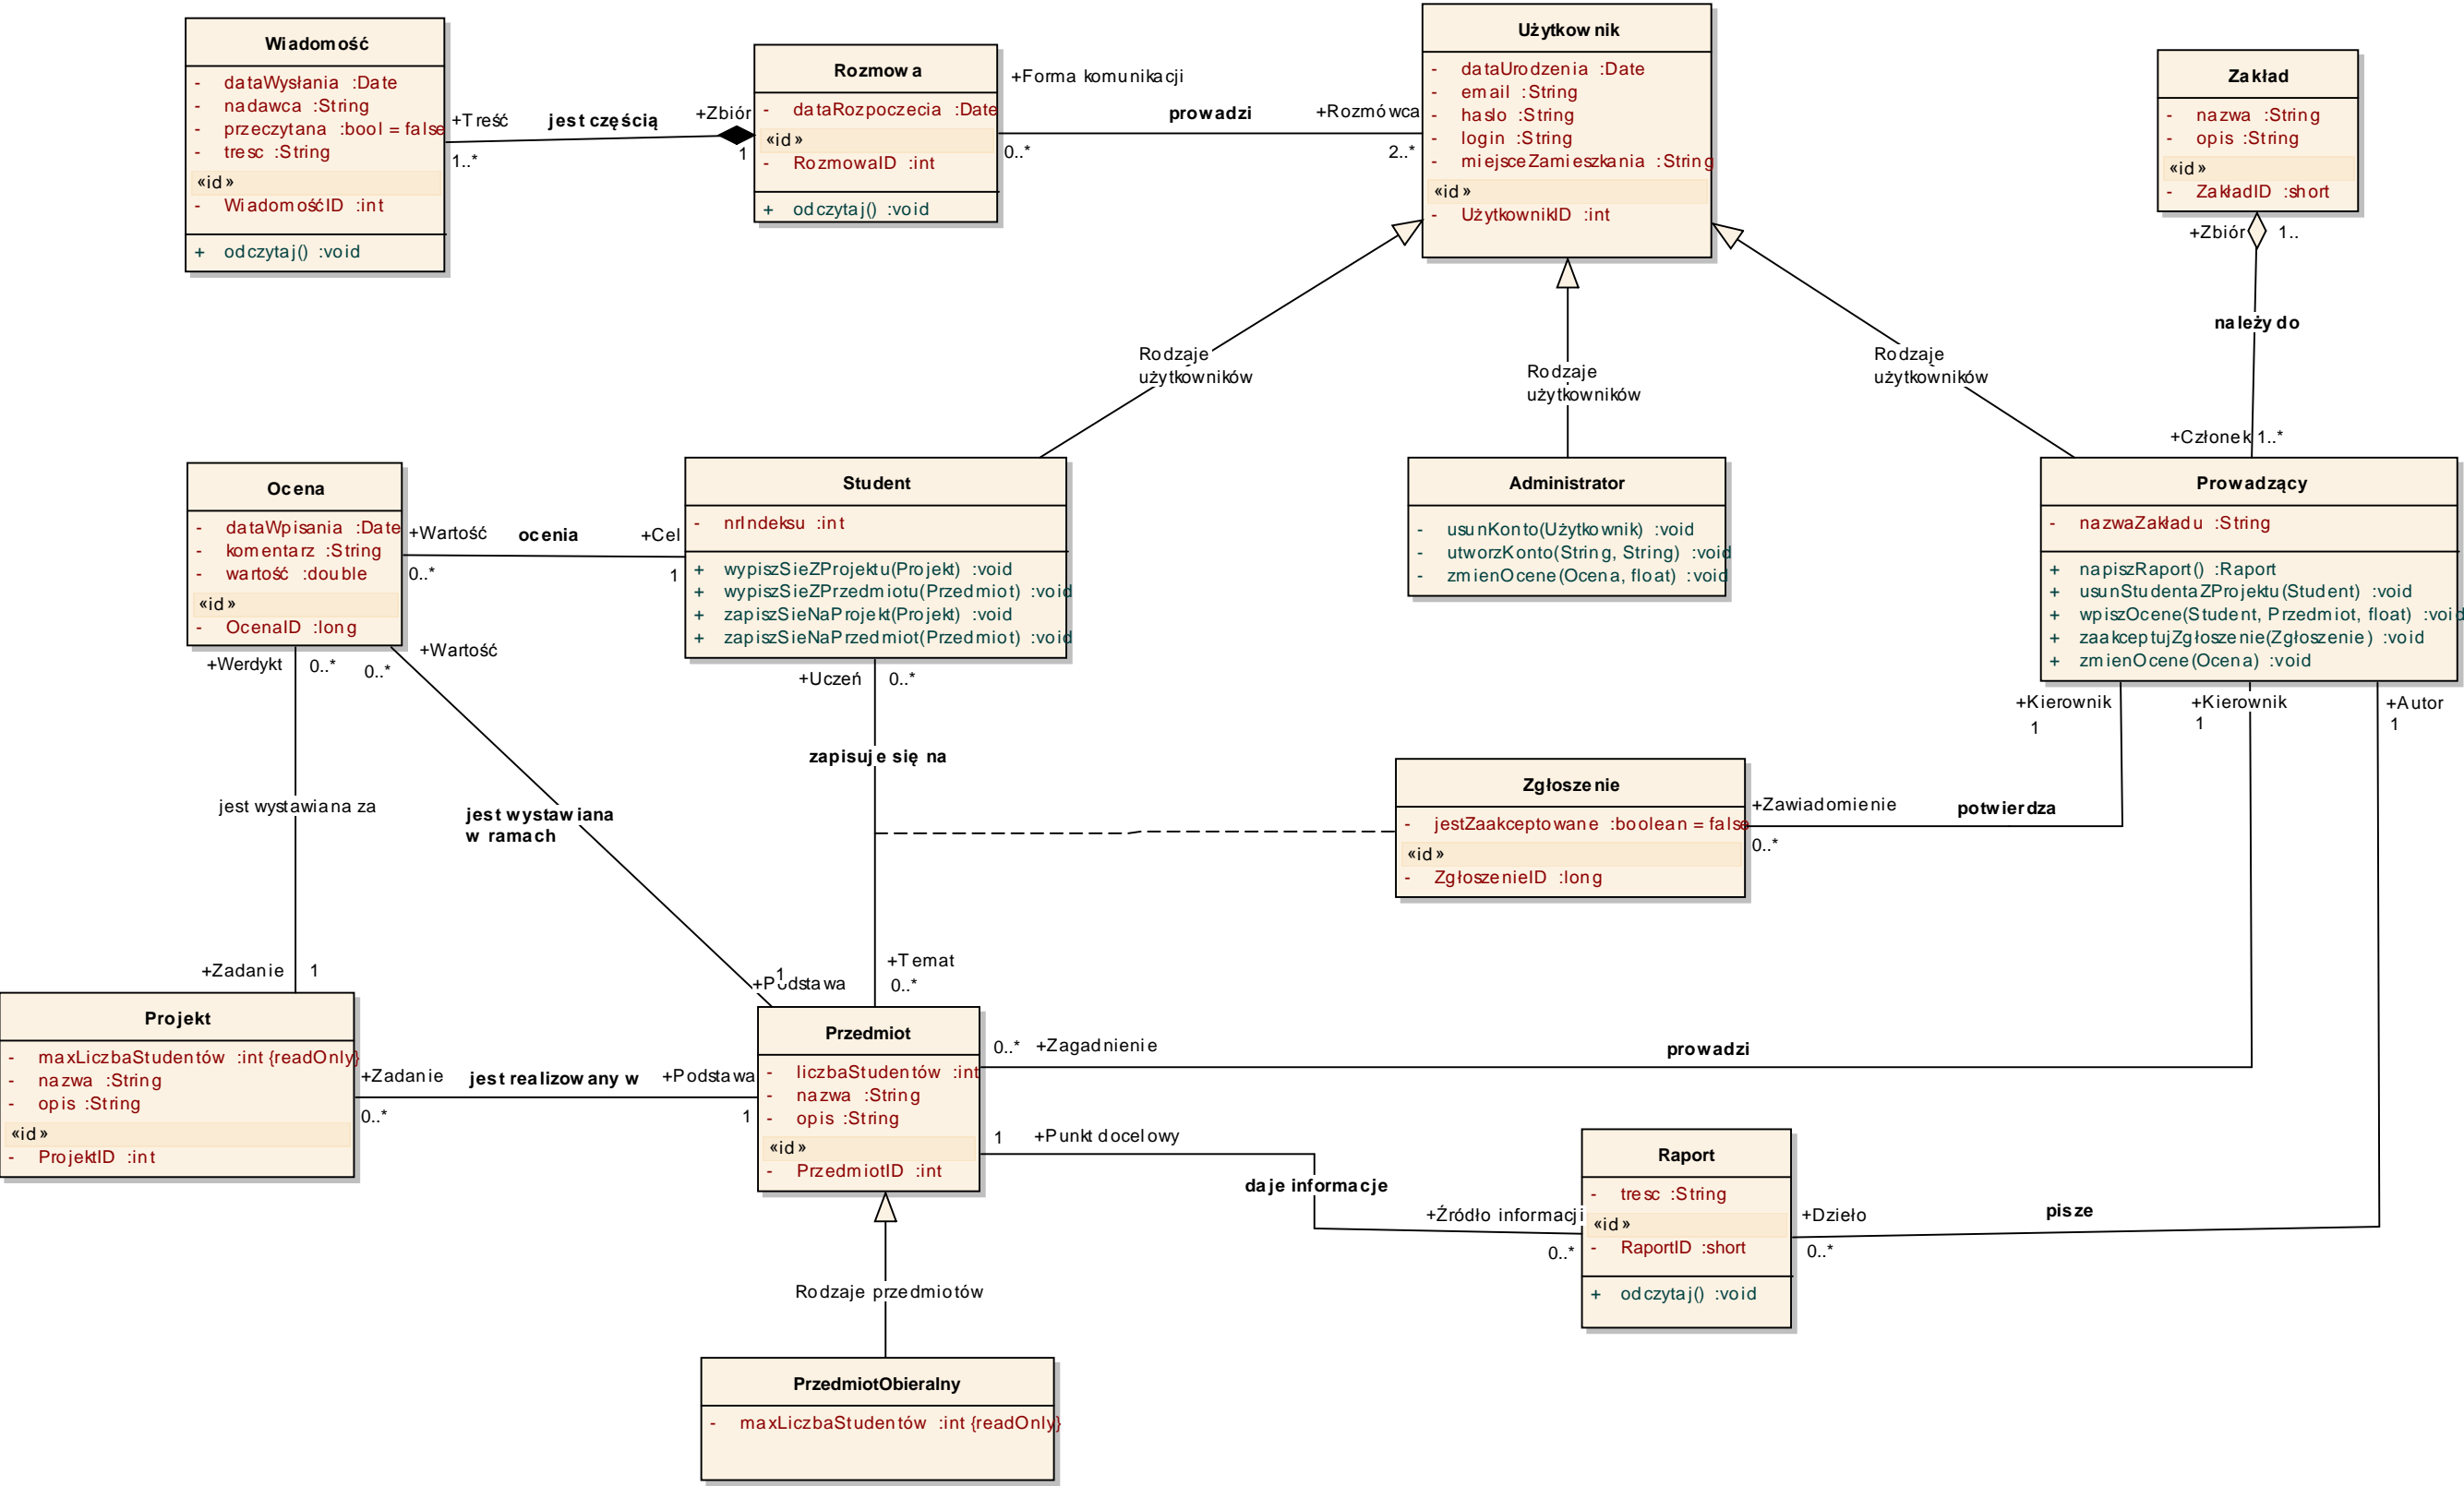 Wiadomość
- dataWysłania :Date
- nadawca :String
- przeczytana :bool = false
- tresc :String
«id»
- WiadomośćID :int
+ odczytaj() :void
+Treść
1..*
jest częścią
+Zbiór
1
Rozmowa
- dataRozpoczecia :Date
«id»
- RozmowaID :int
+ odczytaj() :void
+Forma komunikacji
0..*
prowadzi
+Rozmówca
2..*
Użytkownik
- dataUrodzenia :Date
- email :String
- haslo :String
- login :String
- miejsceZamieszkania :String
«id»
- UżytkownikID :int
Zakład
- nazwa :String
- opis :String
«id»
- ZakładID :short
+Zbiór
1..
należy do
+Członek 1..*
Rodzaje
użytkowników
Rodzaje
użytkowników
Rodzaje
użytkowników
Ocena
- dataWpisania :Date
- komentarz :String
- wartość :double
«id»
- OcenaID :long
+Wartość
0..*
ocenia
+Cel
1
Student
- nrIndeksu :int
+ wypiszSieZProjektu(Projekt) :void
+ wypiszSieZPrzedmiotu(Przedmiot) :void
+ zapiszSieNaProjekt(Projekt) :void
+ zapiszSieNaPrzedmiot(Przedmiot) :void
Administrator
- usunKonto(Użytkownik) :void
- utworzKonto(String, String) :void
- zmienOcene(Ocena, float) :void
Prowadzący
- nazwaZakładu :String
+ napiszRaport() :Raport
+ usunStudentaZProjektu(Student) :void
+ wpiszOcene(Student, Przedmiot, float) :void
+ zaakceptujZgłoszenie(Zgłoszenie) :void
+ zmienOcene(Ocena) :void
+Werdykt
0..*
0..*
+Wartość
+Uczeń
0..*
+Kierownik
1
+Kierownik
1
+Autor
1
zapisuje się na
jest wystawiana za
jest wystawiana
w ramach
Zgłoszenie
- jestZaakceptowane :boolean = false
«id»
- ZgłoszenieID :long
+Zawiadomienie
0..*
potwierdza
+Zadanie
1
1
+Podstawa
+Temat
0..*
Projekt
- maxLiczbaStudentów :int {readOnly}
- nazwa :String
- opis :String
«id»
- ProjektID :int
+Zadanie
0..*
jest realizowany w
+Podstawa
1
Przedmiot
- liczbaStudentów :int
- nazwa :String
- opis :String
«id»
- PrzedmiotID :int
0..*
+Zagadnienie
prowadzi
1
+Punkt docelowy
daje informacje
+Źródło informacji
0..*
Raport
- tresc :String
«id»
- RaportID :short
+ odczytaj() :void
+Dzieło
0..*
pisze
Rodzaje przedmiotów
PrzedmiotObieralny
- maxLiczbaStudentów :int {readOnly}